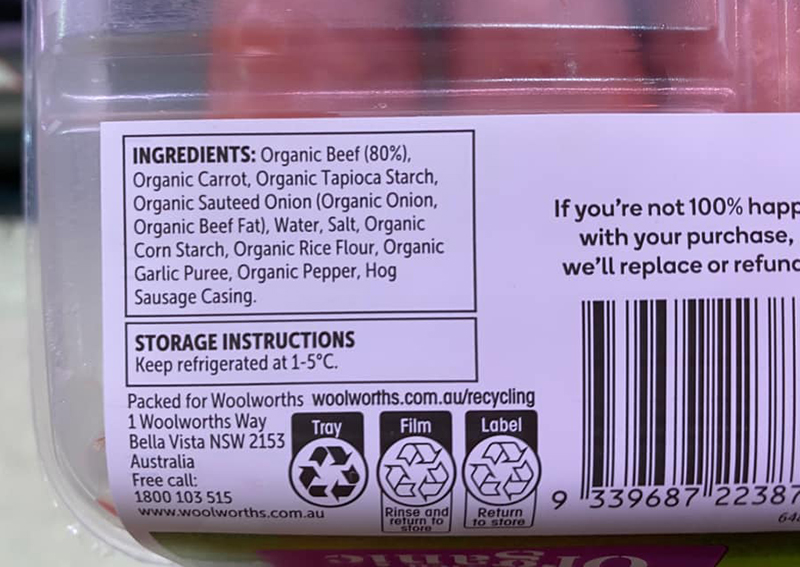 INGREDIENTS: Organic Beef (80%),
Organic Carrot, Organic Tapioca Starch,
Organic Sauteed Onion (Organic Onion,
Organic Beef Fat), Water, Salt, Organic
Corn Starch, Organic Rice Flour, Organic
Garlic Puree, Organic Pepper, Hog
Sausage Casing.
STORAGE INSTRUCTIONS
Keep refrigerated at 1-5°C.
Packed for Woolworths woolworths.com.au/recycling
1 Woolworths Way
Bella Vista NSW 2153
Australia
Free call:
1800 103 515
www.woolworths.com.au
Tray
Film
Rinse and
return to
store
Label
Return
to store
If you're not 100% happ
with your purchase,
we'll replace or refund
9 339687 22387
Organic